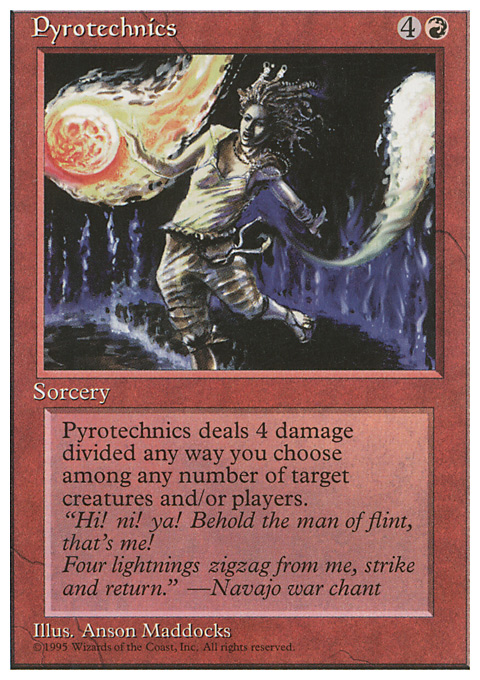 Pyrotechnics 4
Sorcery
Pyrotechnics deals 4 damage
divided any way you choose
among any number of target
creatures and/or players.
“Hi! ni! ya! Behold the man of flint,
that’s me!
Four lightnings zigzag from me, strike
and return.” —Navajo war chant
Illus. Anson Maddocks
©1995 Wizards of the Coast, Inc. All rights reserved.